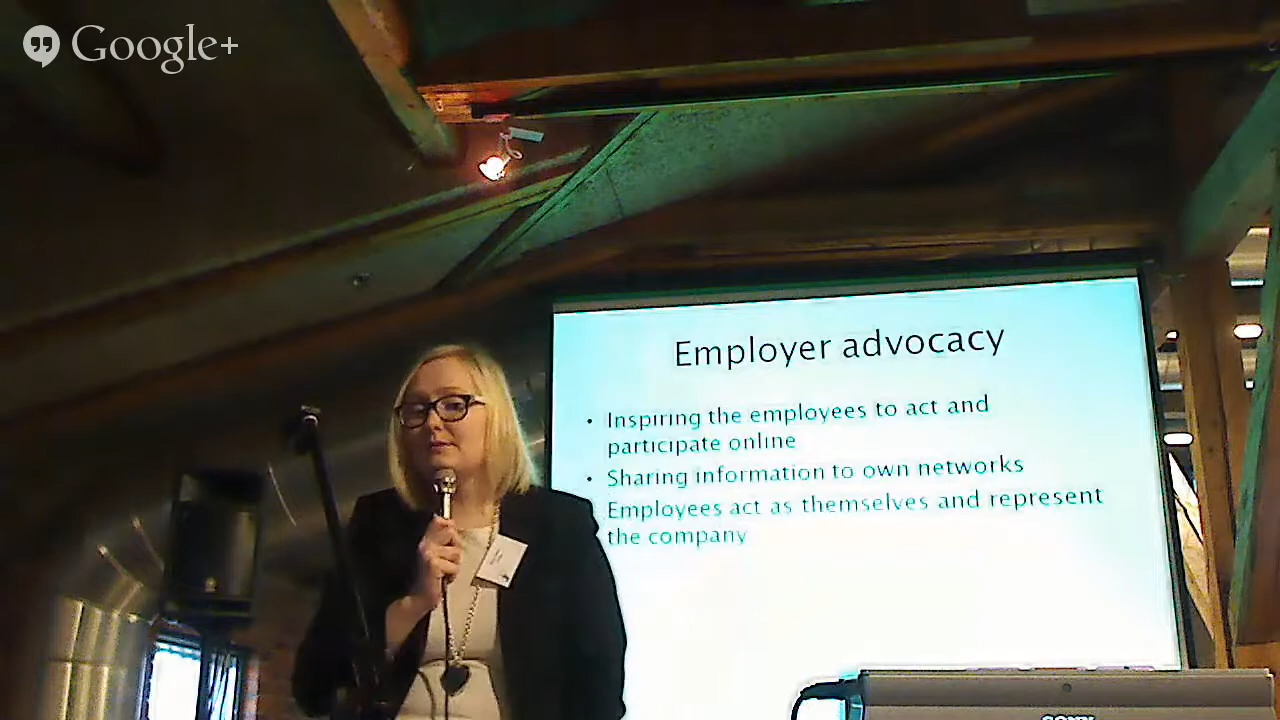 Google+
Employer advocacy
• Inspiring the employees to act and
participate online
• Sharing information to own networks
Employees act as themselves and represent
the company
SONY